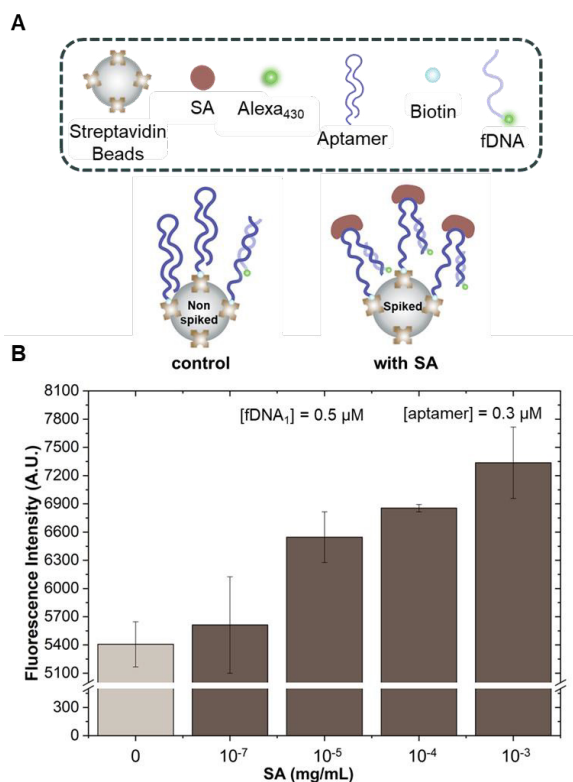 A
Streptavidin
Beads
SA
Alexa430
Aptamer
Biotin
fDNA
Non
spiked
Spiked
control
with SA
B
[fDNA1] = 0.5 µM
[aptamer] = 0.3 µM
Fluorescence Intensity (A.U.)
8100
7800
7500
7200
6900
6600
6300
6000
5700
5400
5100
300
0
0
10-7
10-5
10-4
10-3
SA (mg/mL)